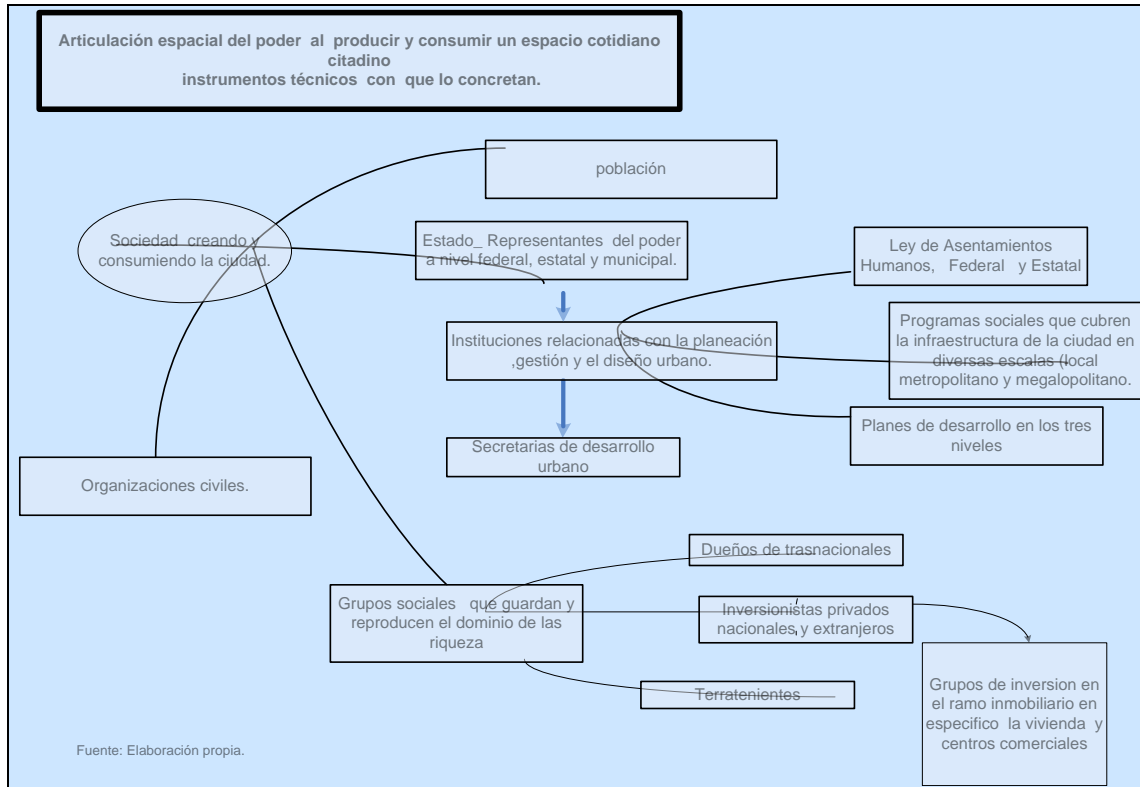 Articulación espacial del poder al producir y consumir un espacio cotidiano
citadino
instrumentos técnicos con que lo concretan.
población
Sociedad creando y
consumiendo la ciudad.
Estado_ Representantes del poder
a nivel federal, estatal y municipal.
Ley de Asentamientos
Humanos, Federal y Estatal
Instituciones relacionadas con la planeación
,gestión y el diseño urbano.
Programas sociales que cubren
la infraestructura de la ciudad en
diversas escalas (local
metropolitano y megalopolitano.
Planes de desarrollo en los tres
niveles
Secretarias de desarrollo
urbano
Organizaciones civiles.
Dueños de trasnacionales
Grupos sociales que guardan y
reproducen el dominio de las
riqueza
Inversionistas privados
nacionales y extranjeros
Terratenientes
Grupos de inversion en
el ramo inmobiliario en
especifico la vivienda y
centros comerciales
Fuente: Elaboración propia.